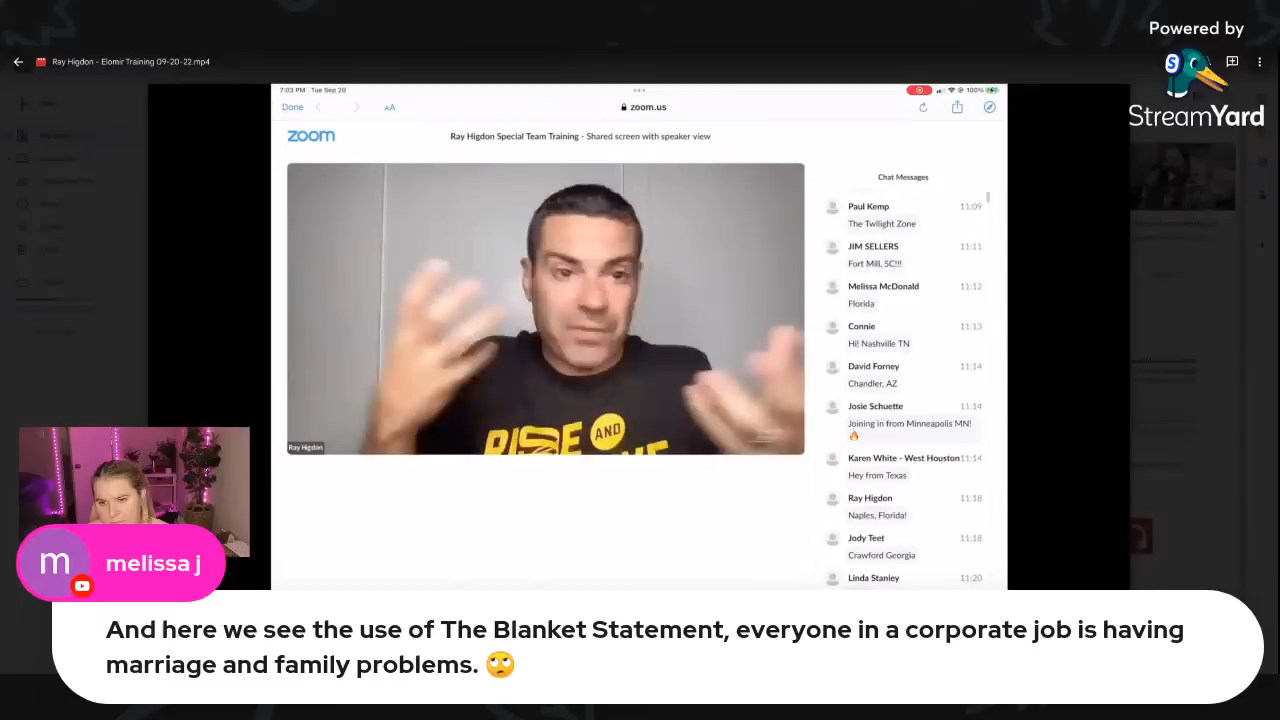 Powered by
StreamYard
Ray Higdon - Elomir Training 09-20-22.mp4
7:03 PM Tue Sep 20
100%
Done
AA
zoom.us
zoom
Ray Higdon Special Team Training - Shared screen with speaker view
Chat Messages
Paul Kemp 11:09
The Twilight Zone
JIM SELLERS 11:11
Fort Mill, SC!!!
Melissa McDonald 11:12
Florida
Connie 11:13
Hi! Nashville TN
David Forney 11:14
Chandler, AZ
Josie Schuette 11:14
Joining in from Minneapolis MN!
🔥
Karen White - West Houston 11:14
Hey from Texas
Ray Higdon 11:18
Naples, Florida!
Jody Teet 11:18
Crawford Georgia
Linda Stanley 11:20
RISE AND
Ray Higdon
m
melissa j
And here we see the use of The Blanket Statement, everyone in a corporate job is having
marriage and family problems. 🙄